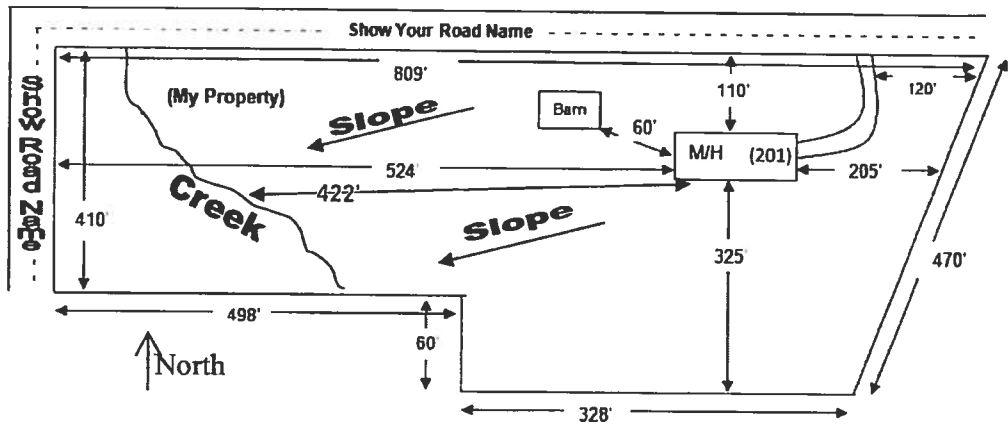 Show Your Road Name
Show Road Name
809'
(My Property)
Slope
Barn
110'
120'
60'
M/H (201)
524'
205'
422'
Creek
410'
Slope
325'
470'
498'
60'
North
328'